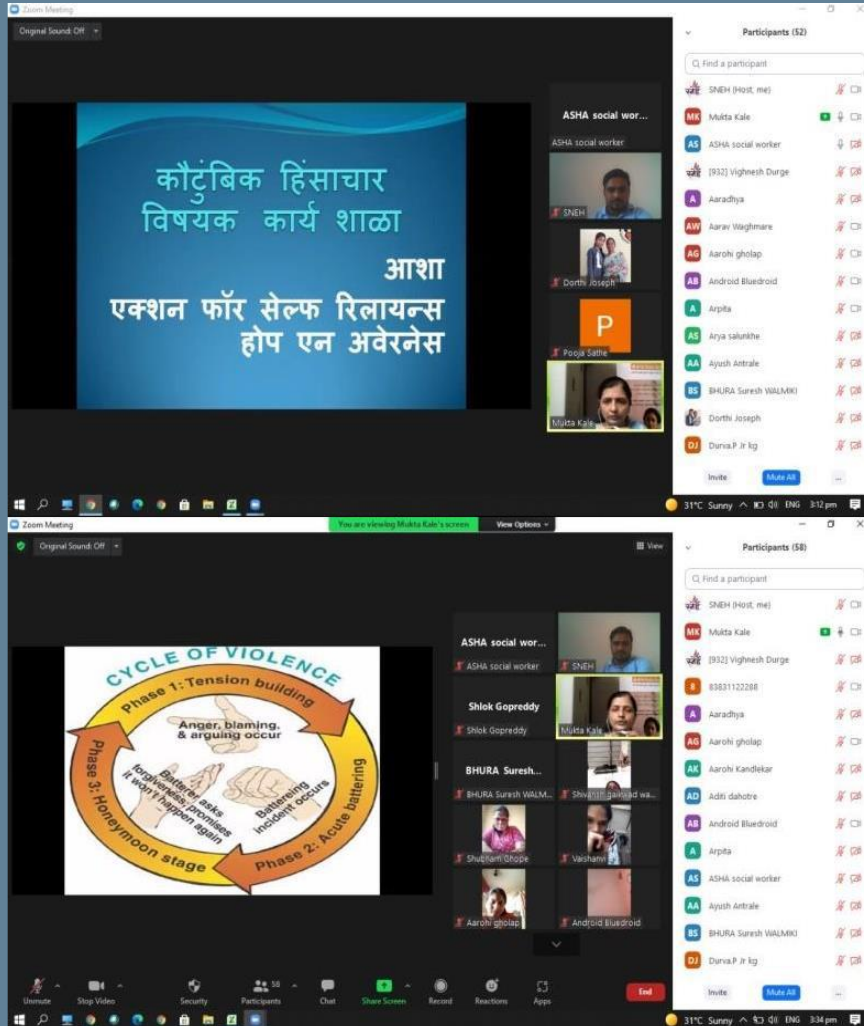 Zoom Meeting
Original Sound: Off
Participants (52)
Find a participant
SNEH (Host, me)
MK Mukta Kale
AS ASHA social worker
[932] Vighnesh Durge
A Aaradhya
AW Aarav Waghmare
AG Aarohi gholap
AB Android Bluedroid
A Arpita
AS Arya salunkhe
AA Ayush Antrale
BS BHURA Suresh WALMIKI
Dorthi Joseph
DJ Durva.P Jr kg
Invite
Mute All
...
कौटुंबिक हिंसाचार
विषयक कार्य शाळा
आशा
एक्शन फॉर सेल्फ रिलायन्स
होप एन अवेरनेस
ASHA social wor...
ASHA social worker
SNEH
Dorthi Joseph
P
Pooja Sathe
Mukta Kale
31°C Sunny
ENG
3:12 pm
Zoom Meeting
You are viewing Mukta Kale's screen
View Options
Original Sound: Off
View
Participants (58)
Find a participant
SNEH (Host, me)
MK Mukta Kale
[932] Vighnesh Durge
8 83831122288
A Aaradhya
AG Aarohi gholap
AK Aarohi Kandlekar
AD Aditi dahotre
AB Android Bluedroid
A Arpita
AS ASHA social worker
AA Ayush Antrale
BS BHURA Suresh WALMIKI
DJ Durva.P Jr kg
Invite
Mute All
...
CYCLE OF VIOLENCE
Phase 1: Tension building
Anger, blaming,
& arguing occur
Phase 2: Acute battering
Battereing
incident occurs
Phase 3: Honeymoon stage
Batterer asks
forgiveness, promises
it won't happen again
ASHA social wor...
ASHA social worker
SNEH
Shlok Gopreddy
Shlok Gopreddy
Mukta Kale
BHURA Suresh...
BHURA Suresh WALM...
Shivansh gaikwad wa...
Shubham Ghope
Vaishanvi
Aarohi gholap
Android Bluedroid
Unmute
Stop Video
Security
58
Participants
Chat
Share Screen
Record
Reactions
Apps
End
31°C Sunny
ENG
3:34 pm